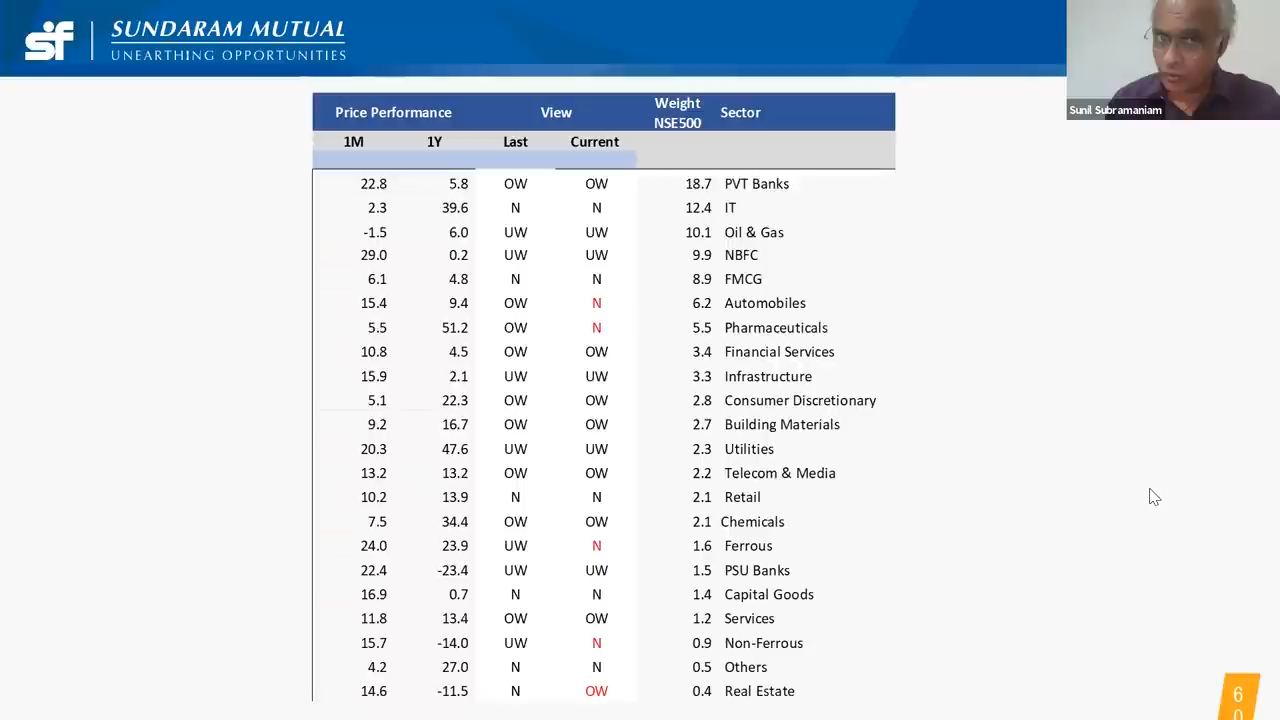 sf
SUNDARAM MUTUAL
UNEARTHING OPPORTUNITIES
Sunil Subramaniam
Price Performance View Weight NSE500 Sector
1M 1Y Last Current
22.8 5.8 OW OW 18.7 PVT Banks
2.3 39.6 N N 12.4 IT
-1.5 6.0 UW UW 10.1 Oil & Gas
29.0 0.2 UW UW 9.9 NBFC
6.1 4.8 N N 8.9 FMCG
15.4 9.4 OW N 6.2 Automobiles
5.5 51.2 OW N 5.5 Pharmaceuticals
10.8 4.5 OW OW 3.4 Financial Services
15.9 2.1 UW UW 3.3 Infrastructure
5.1 22.3 OW OW 2.8 Consumer Discretionary
9.2 16.7 OW OW 2.7 Building Materials
20.3 47.6 UW UW 2.3 Utilities
13.2 13.2 OW OW 2.2 Telecom & Media
10.2 13.9 N N 2.1 Retail
7.5 34.4 OW OW 2.1 Chemicals
24.0 23.9 UW N 1.6 Ferrous
22.4 -23.4 UW UW 1.5 PSU Banks
16.9 0.7 N N 1.4 Capital Goods
11.8 13.4 OW OW 1.2 Services
15.7 -14.0 UW N 0.9 Non-Ferrous
4.2 27.0 N N 0.5 Others
14.6 -11.5 N OW 0.4 Real Estate
6
0